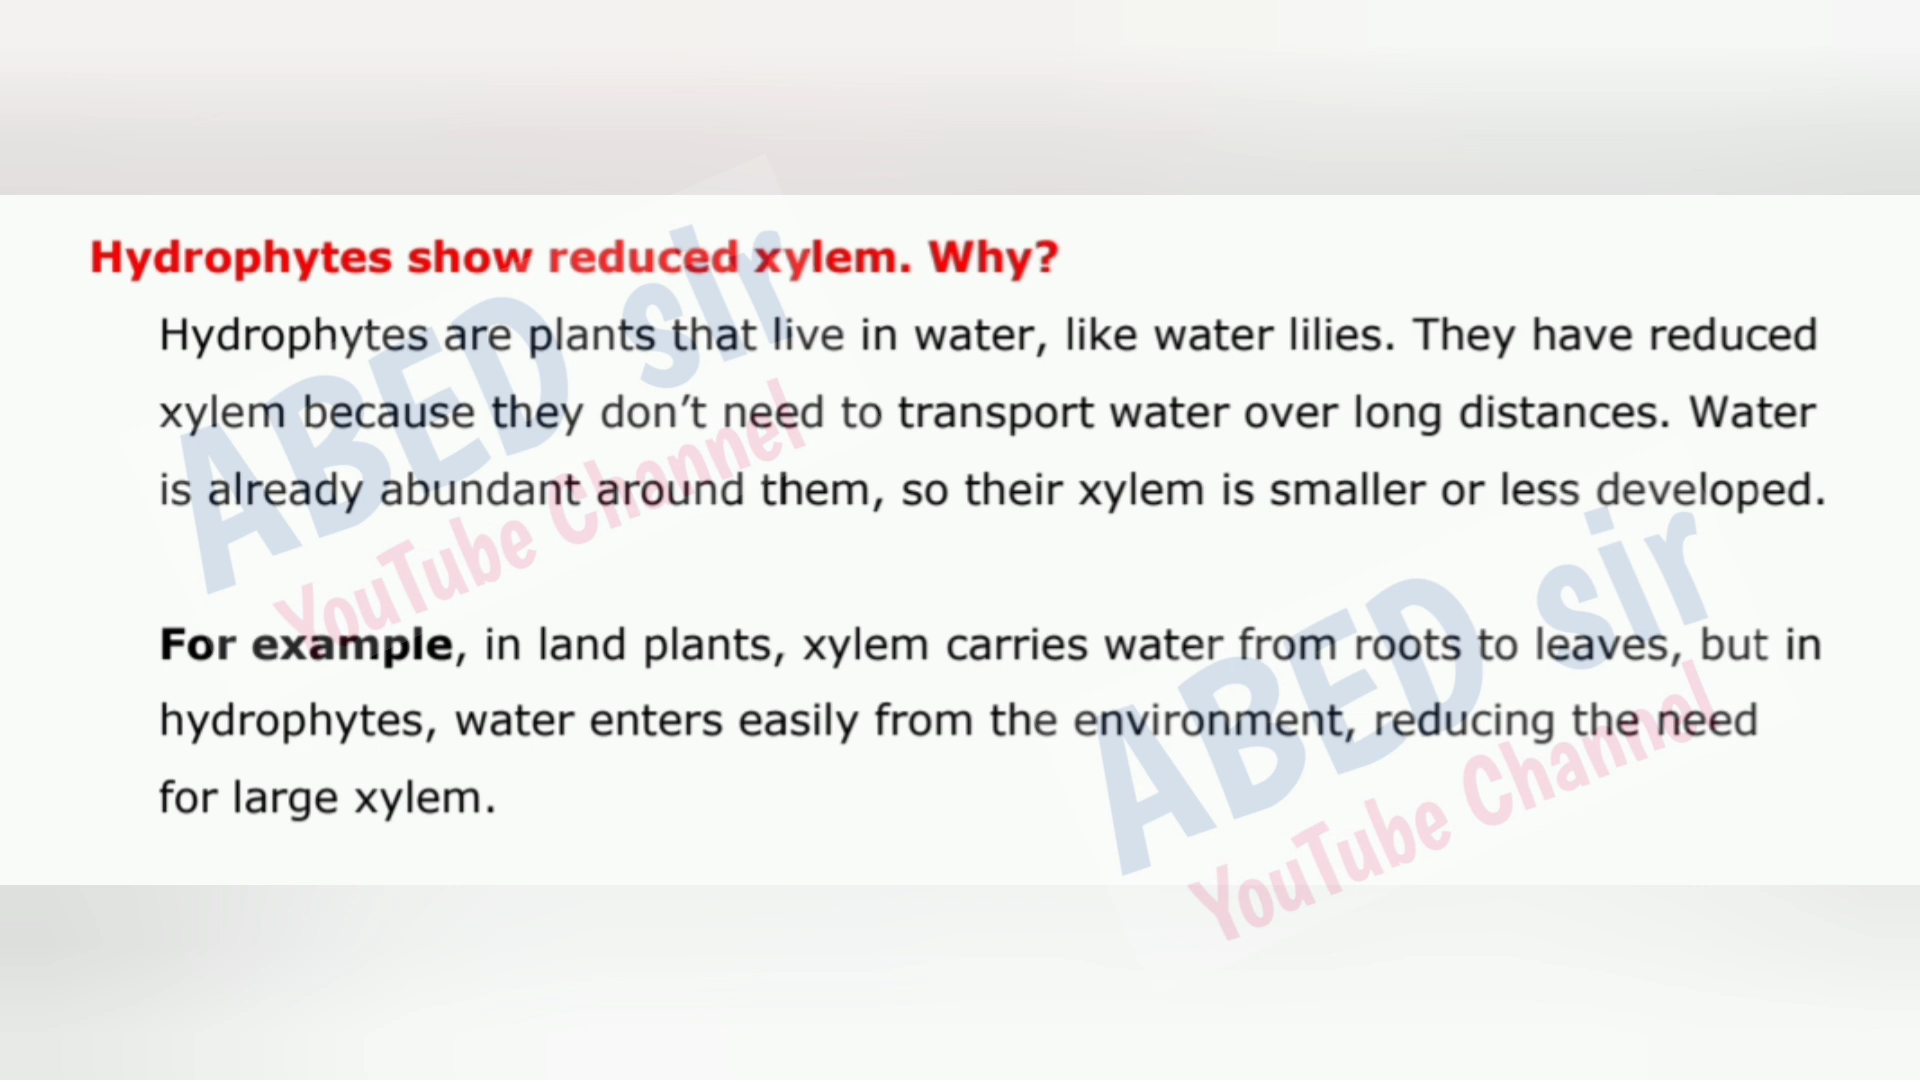 Hydrophytes show reduced xylem. Why?
Hydrophytes are plants that live in water, like water lilies. They have reduced
xylem because they don’t need to transport water over long distances. Water
is already abundant around them, so their xylem is smaller or less developed.
For example, in land plants, xylem carries water from roots to leaves, but in
hydrophytes, water enters easily from the environment, reducing the need
for large xylem.
ABED sir
YouTube Channel
ABED sir
YouTube Channel